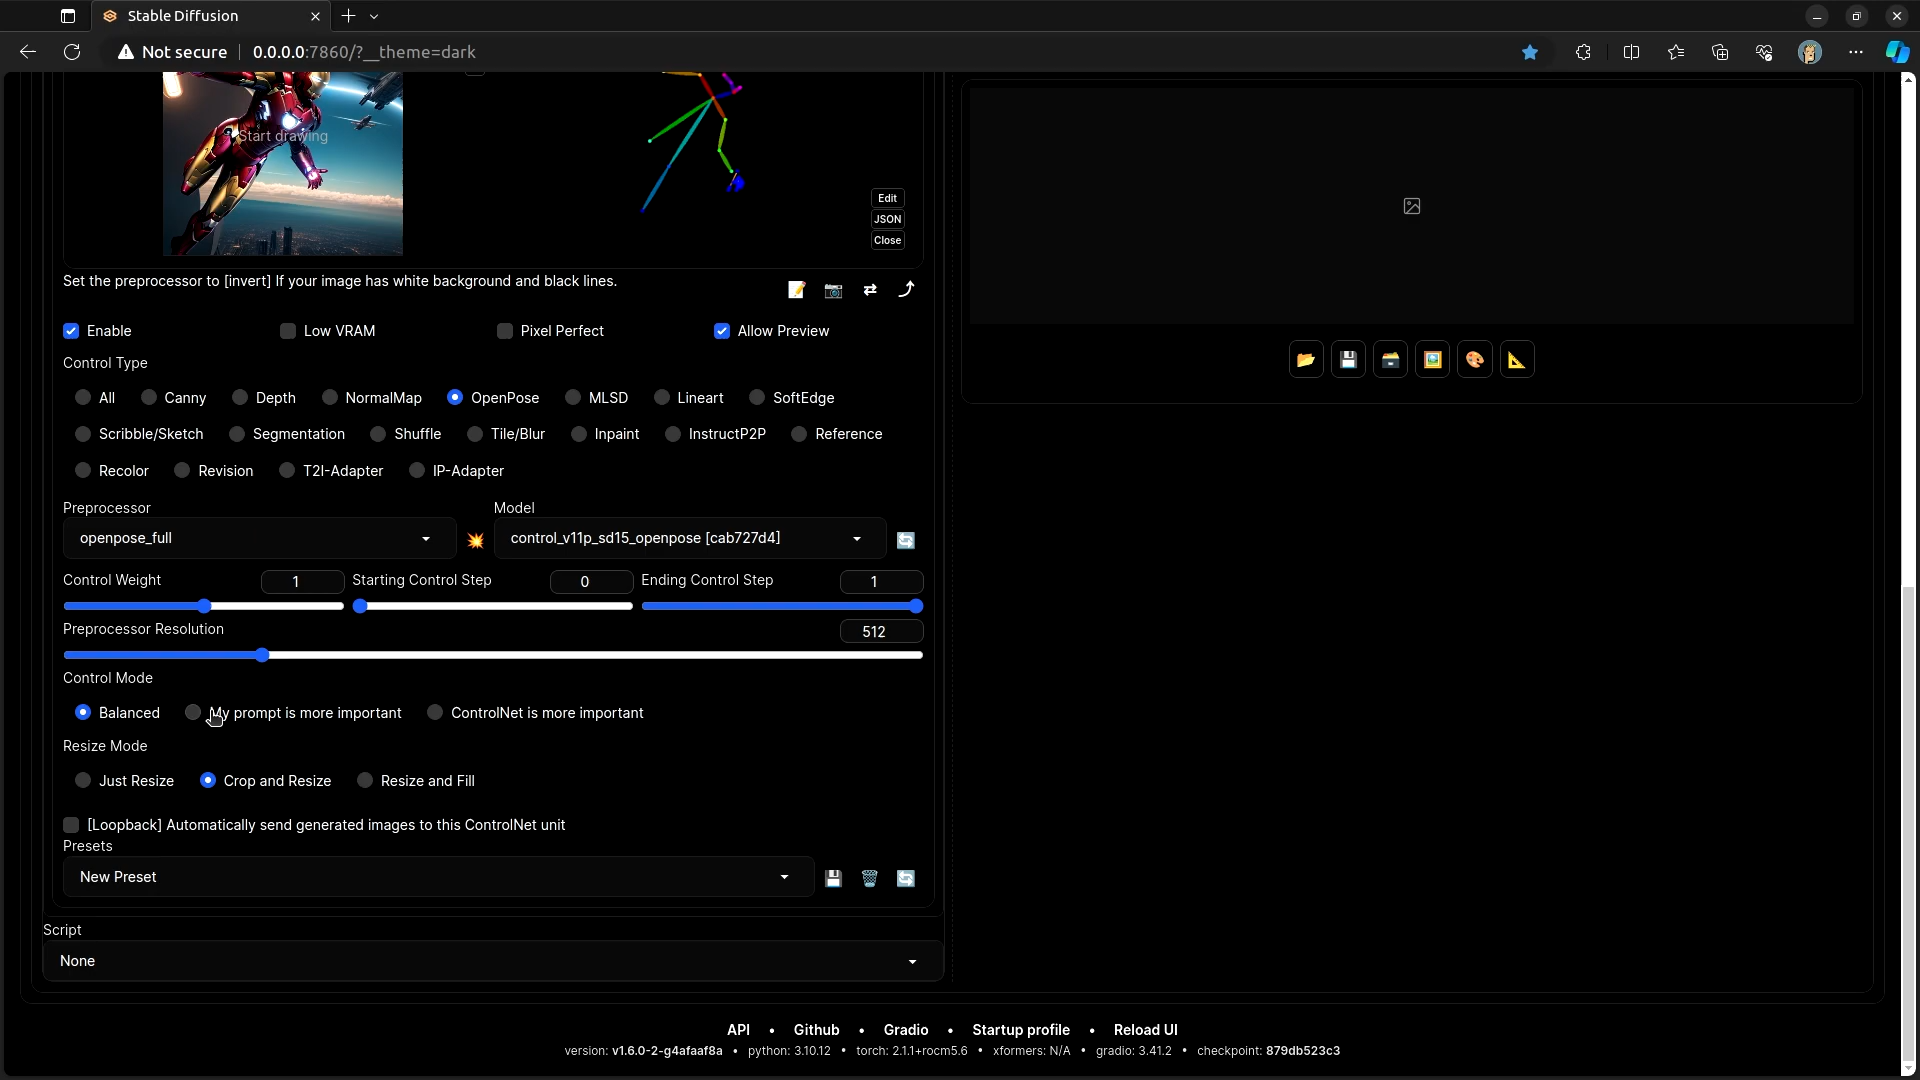 Stable Diffusion
Not secure 0.0.0.0:7860/?__theme=dark
Start drawing
Edit
JSON
Close
Set the preprocessor to [invert] If your image has white background and black lines.
Enable Low VRAM Pixel Perfect Allow Preview
Control Type
All Canny Depth NormalMap OpenPose MLSD Lineart SoftEdge
Scribble/Sketch Segmentation Shuffle Tile/Blur Inpaint InstructP2P Reference
Recolor Revision T2I-Adapter IP-Adapter
Preprocessor Model
openpose_full control_v11p_sd15_openpose [cab727d4]
Control Weight 1 Starting Control Step 0 Ending Control Step 1
Preprocessor Resolution 512
Control Mode
Balanced My prompt is more important ControlNet is more important
Resize Mode
Just Resize Crop and Resize Resize and Fill
[Loopback] Automatically send generated images to this ControlNet unit
Presets
New Preset
Script
None
API • Github • Gradio • Startup profile • Reload UI
version: v1.6.0-2-g4afaaf8a • python: 3.10.12 • torch: 2.1.1+rocm5.6 • xformers: N/A • gradio: 3.41.2 • checkpoint: 879db523c3